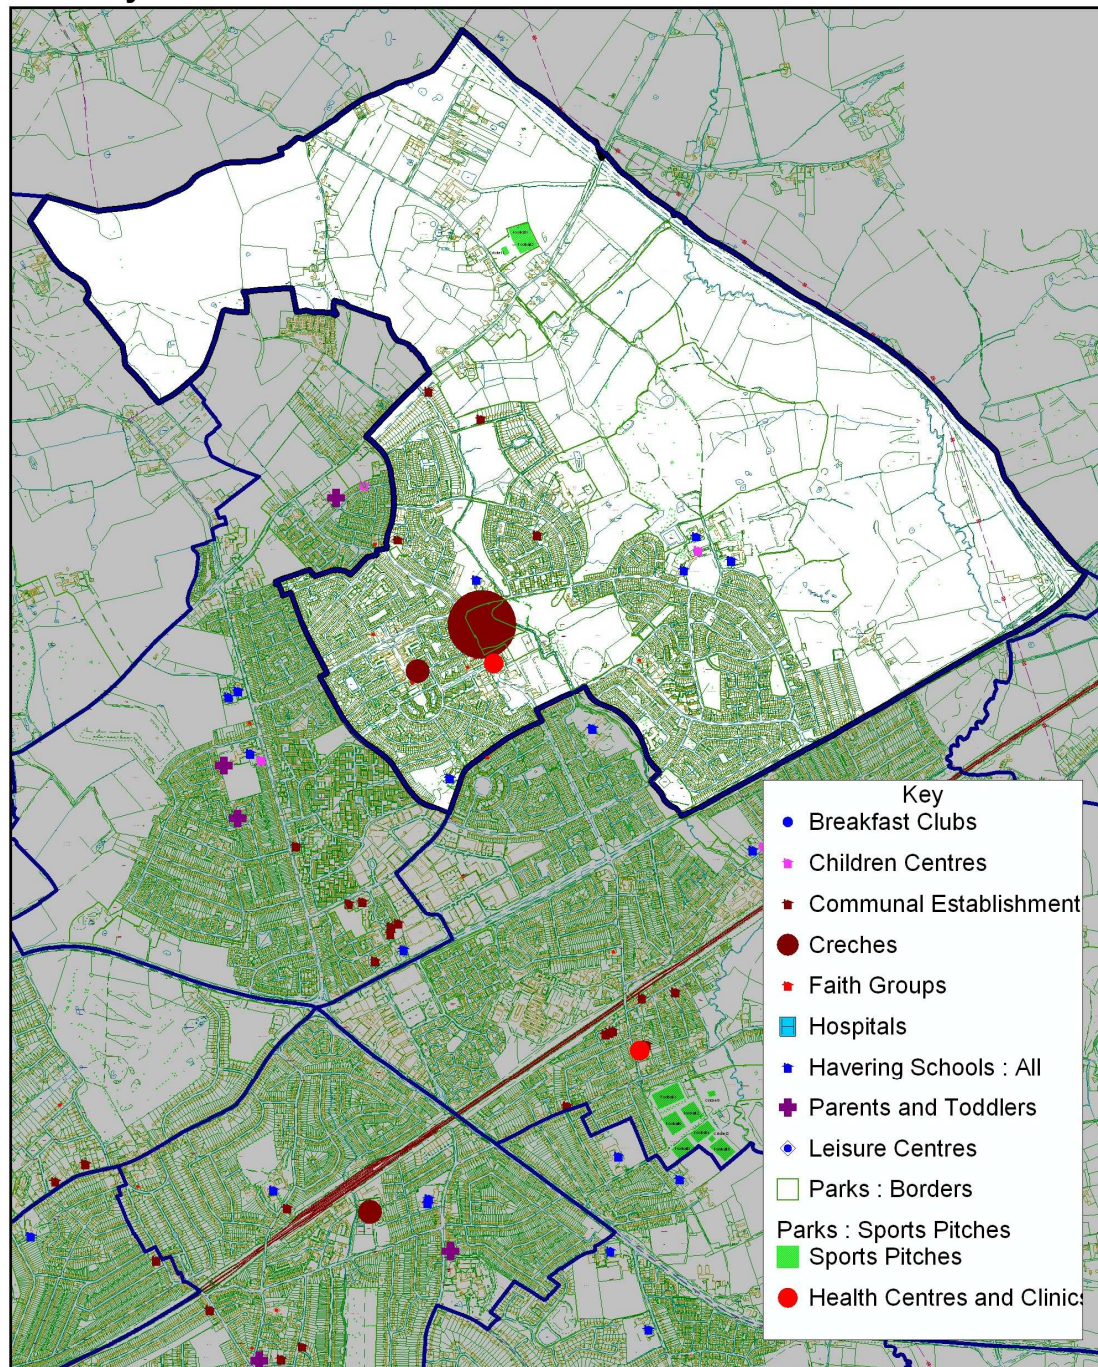 Key
Breakfast Clubs
Children Centres
Communal Establishment
Creches
Faith Groups
Hospitals
Havering Schools : All
Parents and Toddlers
Leisure Centres
Parks : Borders
Parks : Sports Pitches
Sports Pitches
Health Centres and Clinics